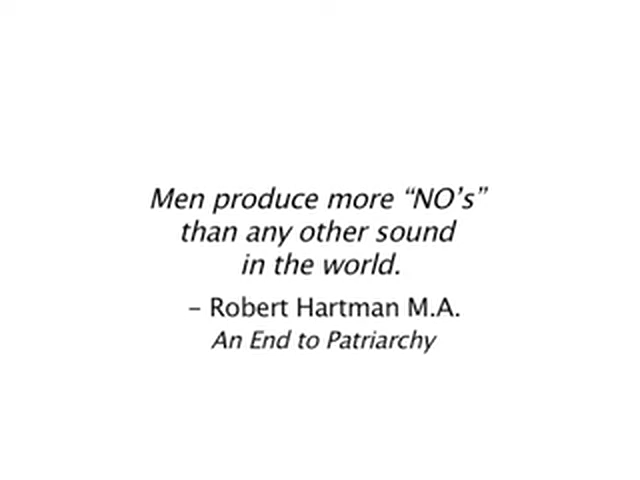 Men produce more “NO’s”
than any other sound
in the world.
– Robert Hartman M.A.
An End to Patriarchy